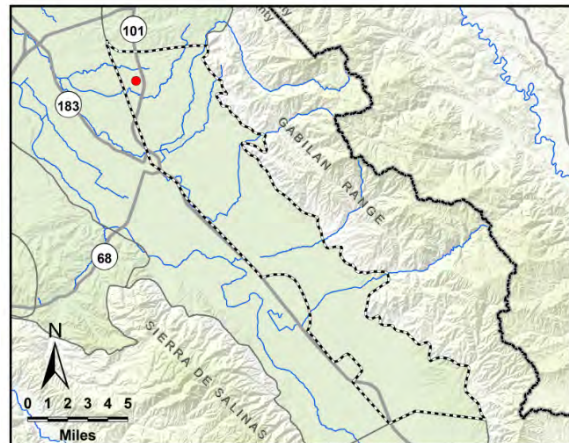 101
183
GABILAN RANGE
68
SIERRA DE SALINAS
N
0 1 2 3 4 5
Miles